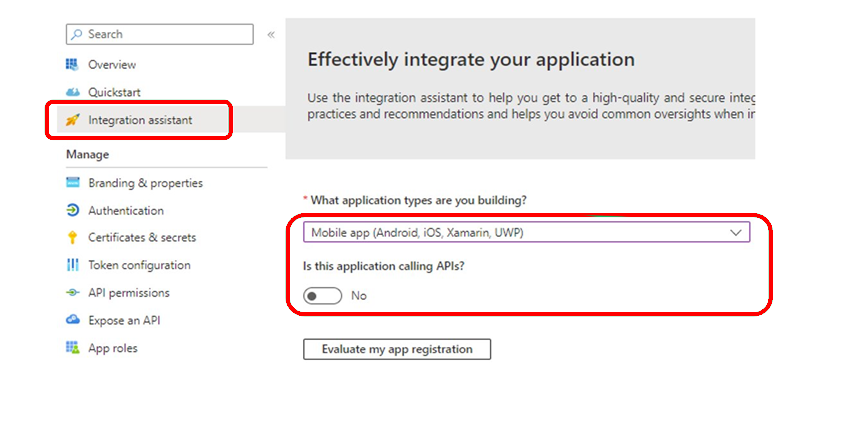 Search
Overview
Quickstart
Integration assistant
Manage
Branding & properties
Authentication
Certificates & secrets
Token configuration
API permissions
Expose an API
App roles
Effectively integrate your application
Use the integration assistant to help you get to a high-quality and secure
practices and recommendations and helps you avoid common oversights when
* What application types are you building?
Mobile app (Android, iOS, Xamarin, UWP)
Is this application calling APIs?
No
Evaluate my app registration